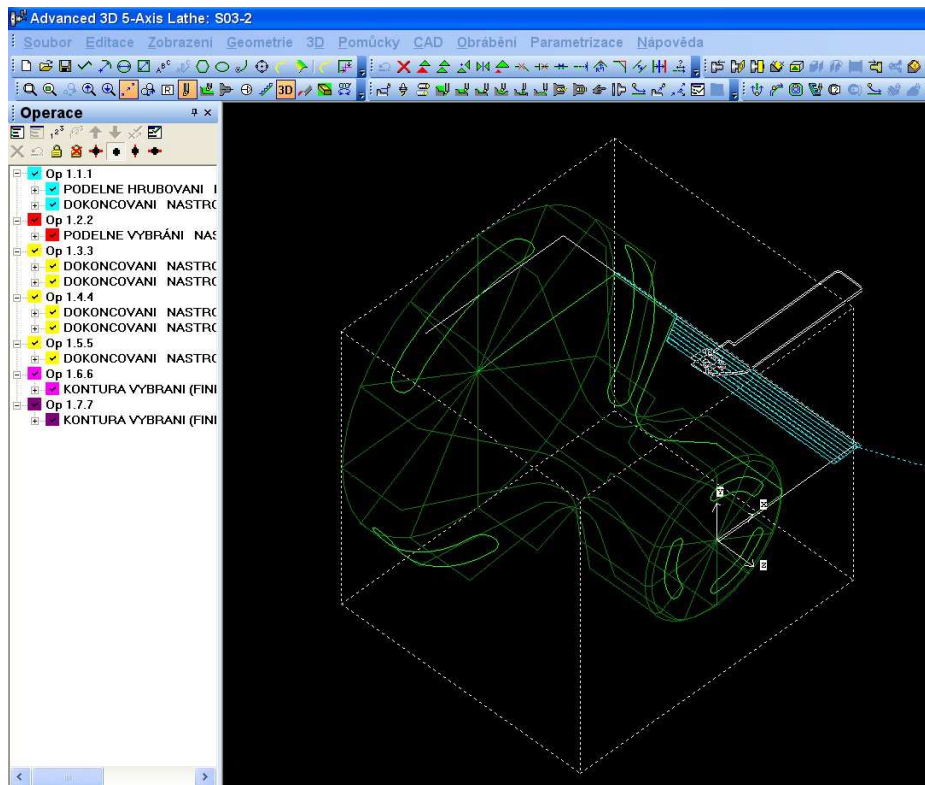 Advanced 3D 5-Axis Lathe: S03-2
Soubor Editace Zobrazení Geometrie 3D Pomůcky CAD Obrábění Parametrizace Nápověda
3D
Operace
Op 1.1.1
PODELNE HRUBOVANI
DOKONCOVANI NASTRO
Op 1.2.2
PODELNE VYBRÁNI NAS
Op 1.3.3
DOKONCOVANI NASTRO
DOKONCOVANI NASTRO
Op 1.4.4
DOKONCOVANI NASTRO
DOKONCOVANI NASTRO
Op 1.5.5
DOKONCOVANI NASTRO
Op 1.6.6
KONTURA VYBRANI (FINI
Op 1.7.7
KONTURA VYBRANI (FINI
Y
X
Z